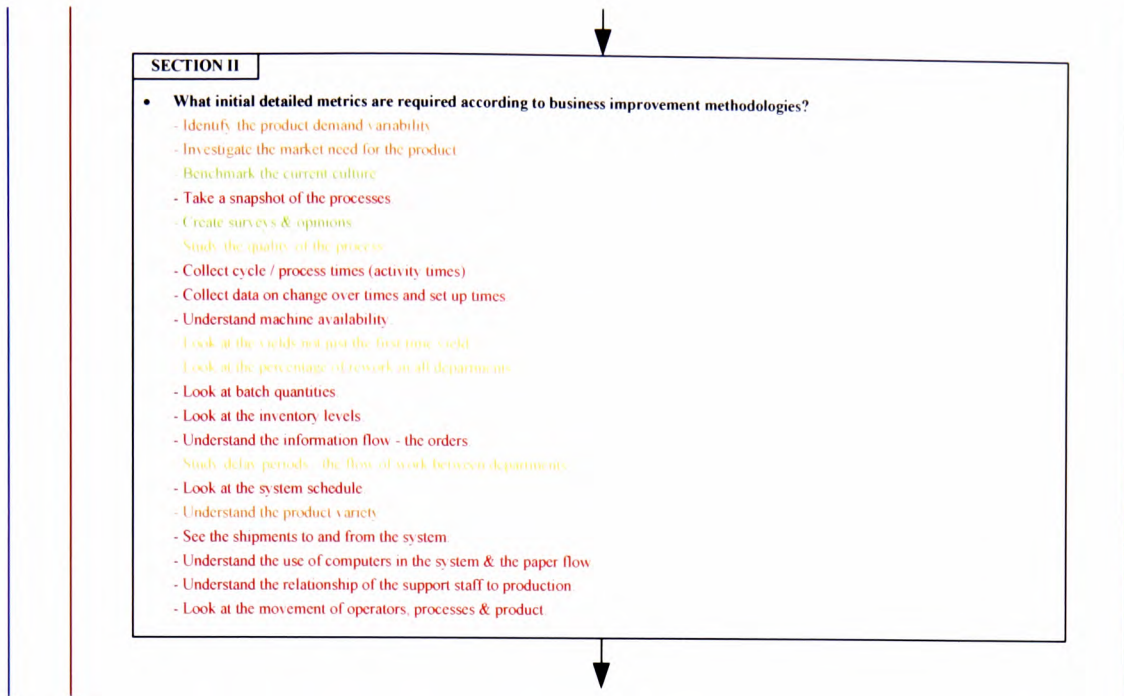 SECTION II
• What initial detailed metrics are required according to business improvement methodologies?
- Identify the product demand variability
- Investigate the market need for the product
- Benchmark the current culture
- Take a snapshot of the processes
- Create surveys & opinions
- Study the quality of the process
- Collect cycle / process times (activity times)
- Collect data on change over times and set up times
- Understand machine availability
- Look at the yields not just the first time yield
- Look at the percentage of rework in all departments
- Look at batch quantities
- Look at the inventory levels
- Understand the information flow - the orders
- Study delay periods - the flow of work between departments
- Look at the system schedule
- Understand the product variety
- See the shipments to and from the system
- Understand the use of computers in the system & the paper flow
- Understand the relationship of the support staff to production
- Look at the movement of operators, processes & product